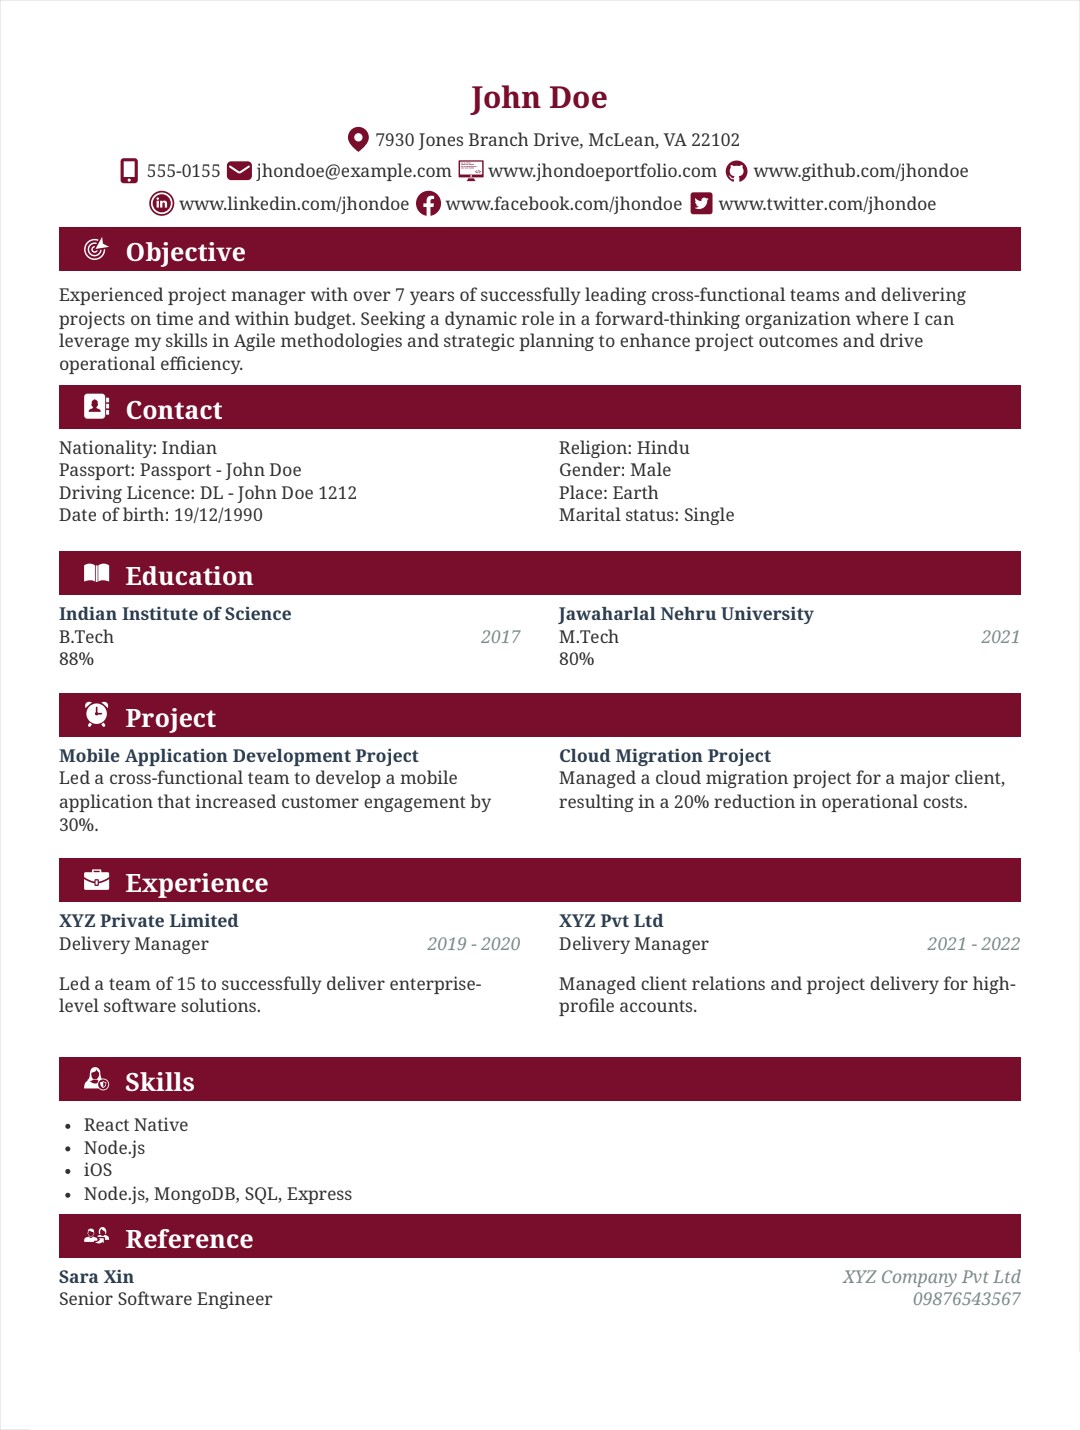 John Doe
7930 Jones Branch Drive, McLean, VA 22102
555-0155 jhondoe@example.com www.jhondoeportfolio.com www.github.com/jhondoe
www.linkedin.com/jhondoe www.facebook.com/jhondoe www.twitter.com/jhondoe
Objective
Experienced project manager with over 7 years of successfully leading cross-functional teams and delivering
projects on time and within budget. Seeking a dynamic role in a forward-thinking organization where I can
leverage my skills in Agile methodologies and strategic planning to enhance project outcomes and drive
operational efficiency.
Contact
Nationality: Indian
Passport: Passport - John Doe
Driving Licence: DL - John Doe 1212
Date of birth: 19/12/1990
Religion: Hindu
Gender: Male
Place: Earth
Marital status: Single
Education
Indian Institute of Science
B.Tech 2017
88%
Jawaharlal Nehru University
M.Tech 2021
80%
Project
Mobile Application Development Project
Led a cross-functional team to develop a mobile
application that increased customer engagement by
30%.
Cloud Migration Project
Managed a cloud migration project for a major client,
resulting in a 20% reduction in operational costs.
Experience
XYZ Private Limited
Delivery Manager 2019 - 2020
Led a team of 15 to successfully deliver enterprise-
level software solutions.
XYZ Pvt Ltd
Delivery Manager 2021 - 2022
Managed client relations and project delivery for high-
profile accounts.
Skills
• React Native
• Node.js
• iOS
• Node.js, MongoDB, SQL, Express
Reference
Sara Xin XYZ Company Pvt Ltd
Senior Software Engineer 09876543567